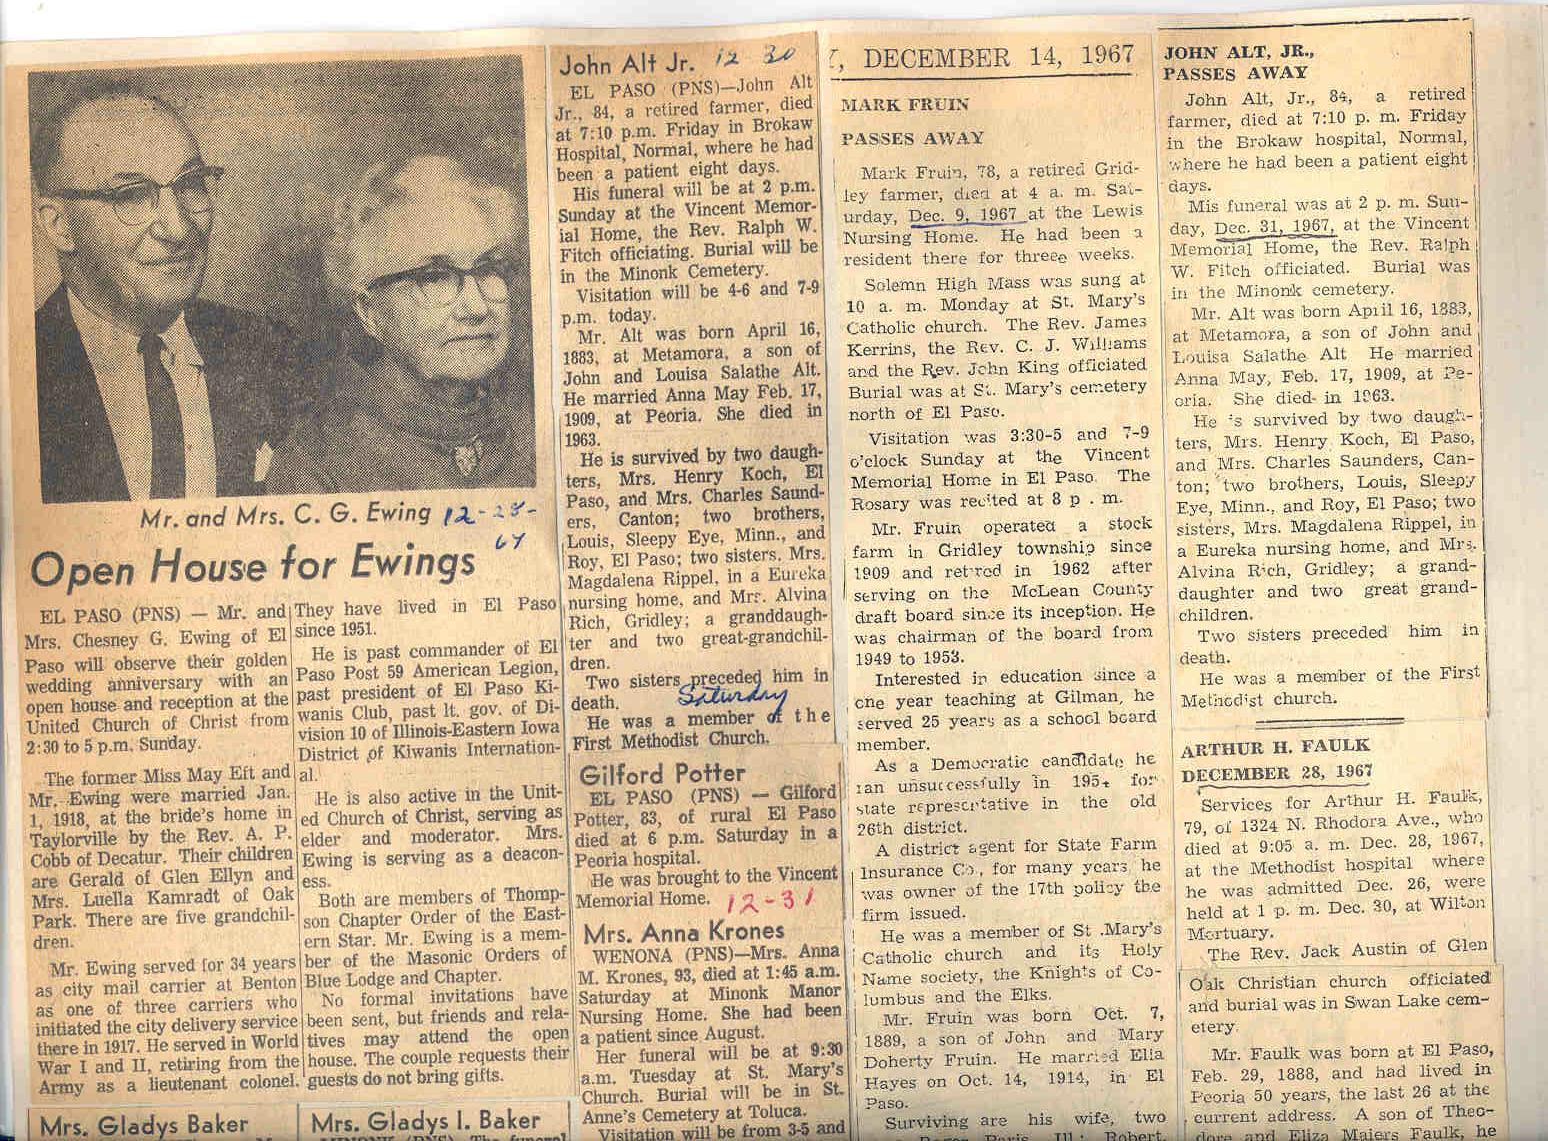 Mr. and Mrs. C. G. Ewing 12-28-
67
Open House for Ewings
EL PASO (PNS) — Mr. and
Mrs. Chesney G. Ewing of El
Paso will observe their golden
wedding anniversary with an
open house and reception at the
United Church of Christ from
2:30 to 5 p.m. Sunday.
The former Miss May Eft and
Mr. Ewing were married Jan.
1, 1918, at the bride's home in
Taylorville by the Rev. A. P.
Cobb of Decatur. Their children
are Gerald of Glen Ellyn and
Mrs. Luella Kamradt of Oak
Park. There are five grandchil-
dren.
Mr. Ewing served for 34 years
as city mail carrier at Benton
as one of three carriers who
initiated the city delivery service
there in 1917. He served in World
War I and II, retiring from the
Army as a lieutenant colonel.
They have lived in El Paso
since 1951.
He is past commander of El
Paso Post 59 American Legion,
past president of El Paso Ki-
wanis Club, past lt. gov. of Di-
vision 10 of Illinois-Eastern Iowa
District of Kiwanis Internation-
al.
He is also active in the Unit-
ed Church of Christ, serving as
elder and moderator. Mrs.
Ewing is serving as a deacon-
ess.
Both are members of Thomp-
son Chapter Order of the East-
ern Star. Mr. Ewing is a mem-
ber of the Masonic Orders of
Blue Lodge and Chapter.
No formal invitations have
been sent, but friends and rela-
tives may attend the open
house. The couple requests their
guests do not bring gifts.
Mrs. Gladys Baker
Mrs. Gladys I. Baker
John Alt Jr. 12 30
EL PASO (PNS)—John Alt
Jr., 84, a retired farmer, died
at 7:10 p.m. Friday in Brokaw
Hospital, Normal, where he had
been a patient eight days.
His funeral will be at 2 p.m.
Sunday at the Vincent Memor-
ial Home, the Rev. Ralph W.
Fitch officiating. Burial will be
in the Minonk Cemetery.
Visitation will be 4-6 and 7-9
p.m. today.
Mr. Alt was born April 16,
1883, at Metamora, a son of
John and Louisa Salathe Alt.
He married Anna May Feb. 17,
1909, at Peoria. She died in
1963.
He is survived by two daugh-
ters, Mrs. Henry Koch, El
Paso, and Mrs. Charles Saund-
ers, Canton; two brothers,
Louis, Sleepy Eye, Minn., and
Roy, El Paso; two sisters. Mrs.
Magdalena Rippel, in a Eureka
nursing home, and Mrr. Alvina
Rich, Gridley; a granddaugh-
ter and two great-grandchil-
dren.
Two sisters preceded him in
death. Saturday
He was a member of the
First Methodist Church.
Gilford Potter
EL PASO (PNS) — Gilford
Potter, 83, of rural El Paso
died at 6 p.m. Saturday in a
Peoria hospital.
He was brought to the Vincent
Memorial Home. 12-31
Mrs. Anna Krones
WENONA (PNS)—Mrs. Anna
M. Krones, 93, died at 1:45 a.m.
Saturday at Minonk Manor
Nursing Home. She had been
a patient since August.
Her funeral will be at 9:30
a.m. Tuesday at St. Mary's
Church. Burial will be in St.
Anne's Cemetery at Toluca.
Visitation will be from 3-5 and
Y, DECEMBER 14, 1967
MARK FRUIN
PASSES AWAY
Mark Fruin, 78, a retired Grid-
ley farmer, died at 4 a. m. Sat-
urday, Dec. 9, 1967 at the Lewis
Nursing Home. He had been a
resident there for threee weeks.
Solemn High Mass was sung at
10 a. m. Monday at St. Mary's
Catholic church. The Rev. James
Kerrins, the Rev. C. J. Williams
and the Rev. John King officiated
Burial was at St. Mary's cemetery
north of El Paso.
Visitation was 3:30-5 and 7-9
o'clock Sunday at the Vincent
Memorial Home in El Paso. The
Rosary was recited at 8 p . m.
Mr. Fruin operated a stock
farm in Gridley township since
1909 and retired in 1962 after
serving on the McLean County
draft board since its inception. He
was chairman of the board from
1949 to 1953.
Interested in education since a
one year teaching at Gilman, he
served 25 years as a school board
member.
As a Democratic candidate he
ran unsuccessfully in 1954 for
state representative in the old
26th district.
A district agent for State Farm
Insurance Co., for many years, he
was owner of the 17th policy the
firm issued.
He was a member of St .Mary's
Catholic church and its Holy
Name society, the Knights of Co-
lumbus and the Elks.
Mr. Fruin was born Oct. 7,
1889, a son of John and Mary
Doherty Fruin. He married Ella
Hayes on Oct. 14, 1914, in El
Paso.
Surviving are his wife, two
Robert,
JOHN ALT, JR.,
PASSES AWAY
John Alt, Jr., 84, a retired
farmer, died at 7:10 p. m. Friday
in the Brokaw hospital, Normal,
where he had been a patient eight
days.
Mis funeral was at 2 p. m. Sun-
day, Dec. 31, 1967, at the Vincent
Memorial Home, the Rev. Ralph
W. Fitch officiated. Burial was
in the Minonk cemetery.
Mr. Alt was born April 16, 1883,
at Metamora, a son of John and
Louisa Salathe Alt He married
Anna May, Feb. 17, 1909, at Pe-
oria. She died in 1963.
He is survived by two daugh-
ters, Mrs. Henry Koch, El Paso,
and Mrs. Charles Saunders, Can-
ton; two brothers, Louis, Sleepy
Eye, Minn., and Roy, El Paso; two
sisters, Mrs. Magdalena Rippel, in
a Eureka nursing home, and Mrs.
Alvina Rich, Gridley; a grand-
daughter and two great grand-
children.
Two sisters preceded him in
death.
He was a member of the First
Methodist church.
ARTHUR H. FAULK
DECEMBER 28, 1967
Services for Arthur H. Faulk,
79, of 1324 N. Rhodora Ave., who
died at 9:05 a. m. Dec. 28, 1967,
at the Methodist hospital where
he was admitted Dec. 26, were
held at 1 p. m. Dec. 30, at Wilton
Mortuary.
The Rev. Jack Austin of Glen
Oak Christian church officiated
and burial was in Swan Lake cem-
etery.
Mr. Faulk was born at El Paso,
Feb. 29, 1888, and had lived in
Peoria 50 years, the last 26 at the
current address. A son of Theo-
dora and Eliza Maiers Faulk, he